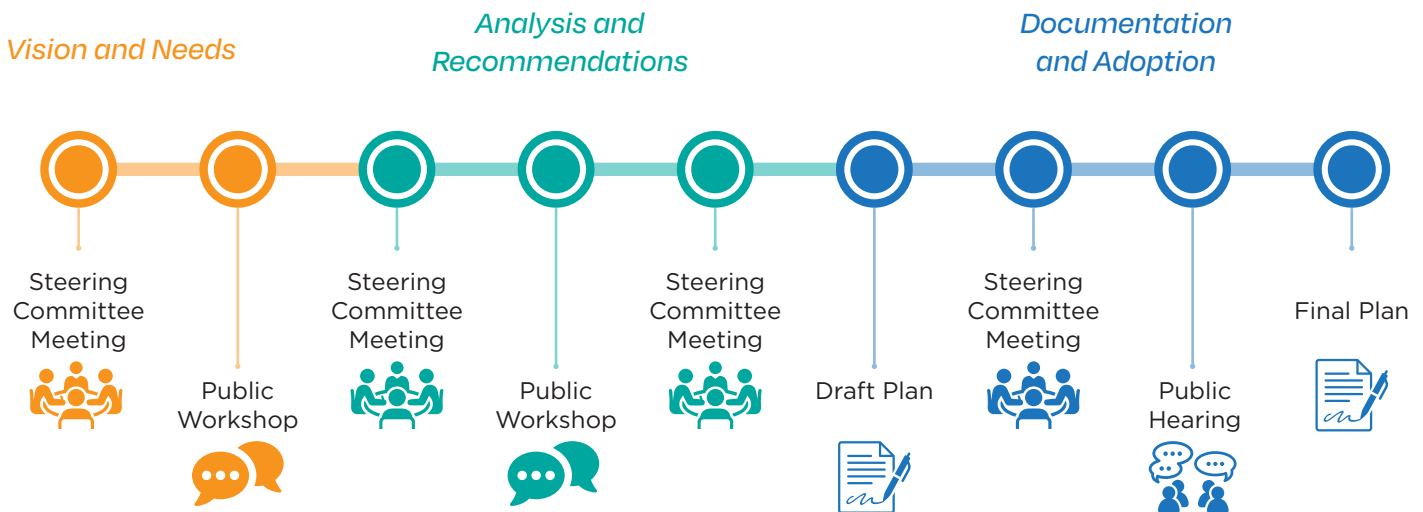 Vision and Needs
Analysis and
Recommendations
Documentation
and Adoption
Steering
Committee
Meeting
Public
Workshop
Steering
Committee
Meeting
Public
Workshop
Steering
Committee
Meeting
Draft Plan
Steering
Committee
Meeting
Public
Hearing
Final Plan